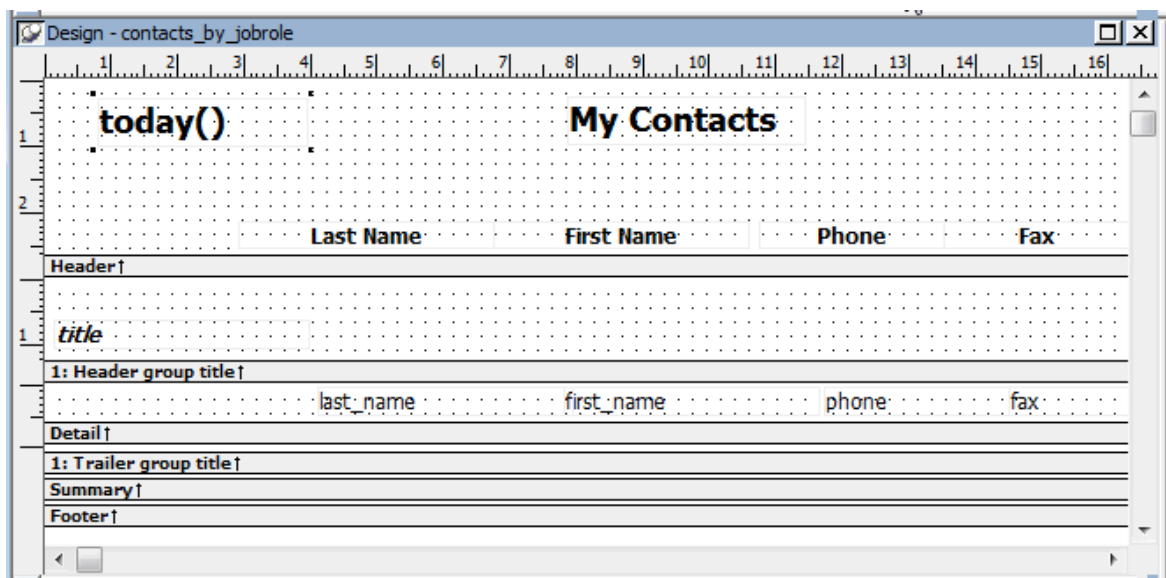 Design - contacts_by_jobrole
1 2 3 4 5 6 7 8 9 10 11 12 13 14 15 16
today() My Contacts
1
2
Last Name First Name Phone Fax
Header↑
title
1
1: Header group title↑
last_name first_name phone fax
Detail↑
1: Trailer group title↑
Summary↑
Footer↑